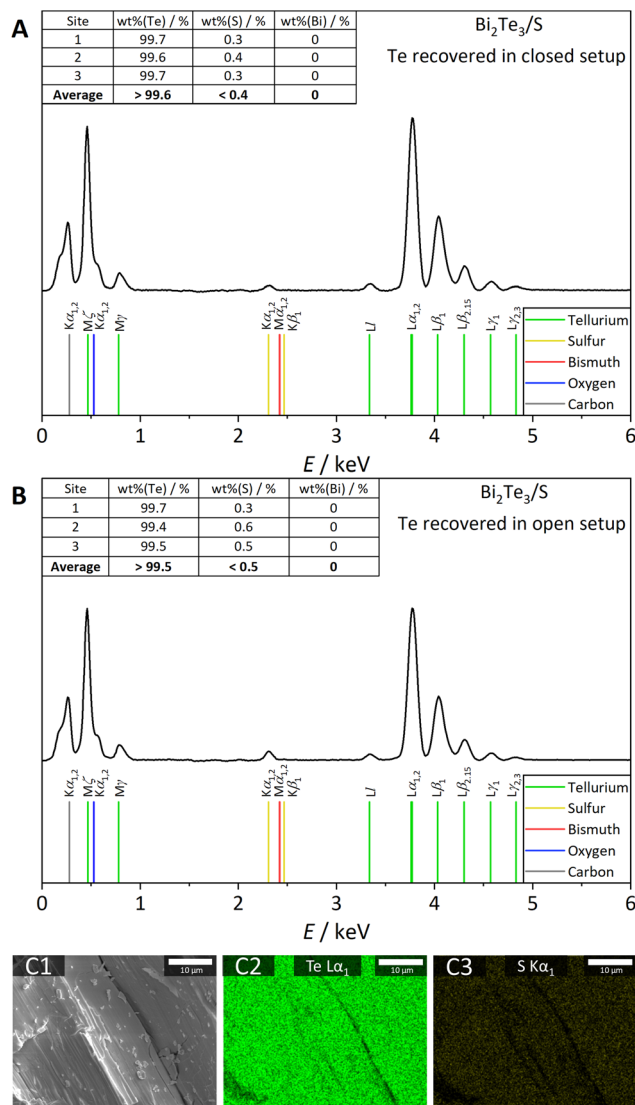 A
Bi₂Te₃/S
Te recovered in closed setup
Site wt%(Te) / % wt%(S) / % wt%(Bi) / %
1 99.7 0.3 0
2 99.6 0.4 0
3 99.7 0.3 0
Average > 99.6 < 0.4 0
Kα₁,₂ Mζ Kα₁,₂ Mγ Kα₁,₂ Mα₁,₂ Kβ₁ Ll Lα₁,₂ Lβ₁ Lβ₂.₁₅ Lγ₁ Lγ₂,₃
Tellurium
Sulfur
Bismuth
Oxygen
Carbon
0 1 2 3 4 5 6
E / keV
B
Bi₂Te₃/S
Te recovered in open setup
Site wt%(Te) / % wt%(S) / % wt%(Bi) / %
1 99.7 0.3 0
2 99.4 0.6 0
3 99.5 0.5 0
Average > 99.5 < 0.5 0
Kα₁,₂ Mζ Kα₁,₂ Mγ Kα₁,₂ Mα₁,₂ Kβ₁ Ll Lα₁,₂ Lβ₁ Lβ₂.₁₅ Lγ₁ Lγ₂,₃
Tellurium
Sulfur
Bismuth
Oxygen
Carbon
0 1 2 3 4 5 6
E / keV
C1 10 µm
C2 Te Lα₁ 10 µm
C3 S Kα₁ 10 µm